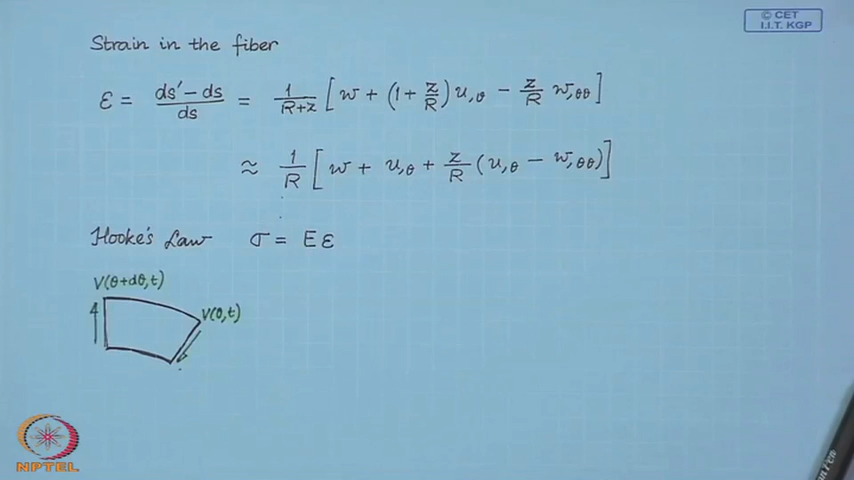 © CET
I.I.T. KGP
Strain in the fiber
ε = (ds′ − ds)/ds = 1/(R+z) [w + (1 + z/R) u,θ − z/R w,θθ]
≈ 1/R [w + u,θ + z/R (u,θ − w,θθ)]
Hooke's Law σ = Eε
V(θ+dθ,t)
V(θ,t)
NPTEL